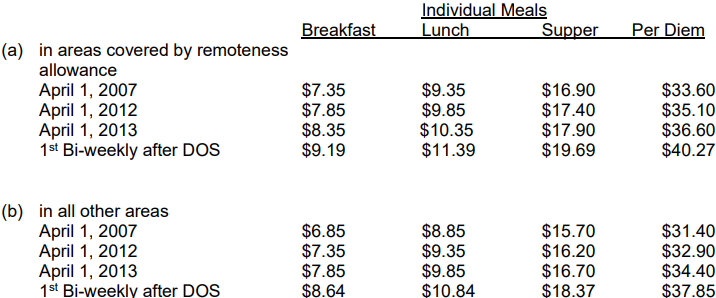 Individual Meals
Breakfast Lunch Supper Per Diem
(a) in areas covered by remoteness
allowance
April 1, 2007 $7.35 $9.35 $16.90 $33.60
April 1, 2012 $7.85 $9.85 $17.40 $35.10
April 1, 2013 $8.35 $10.35 $17.90 $36.60
1st Bi-weekly after DOS $9.19 $11.39 $19.69 $40.27
(b) in all other areas
April 1, 2007 $6.85 $8.85 $15.70 $31.40
April 1, 2012 $7.35 $9.35 $16.20 $32.90
April 1, 2013 $7.85 $9.85 $16.70 $34.40
1st Bi-weekly after DOS $8.64 $10.84 $18.37 $37.85